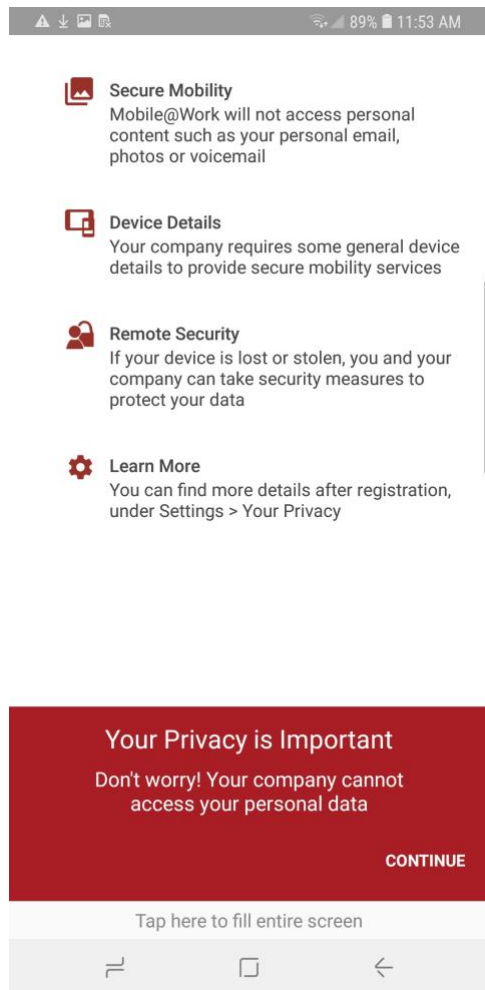 89% 11:53 AM
Secure Mobility
Mobile@Work will not access personal
content such as your personal email,
photos or voicemail
Device Details
Your company requires some general device
details to provide secure mobility services
Remote Security
If your device is lost or stolen, you and your
company can take security measures to
protect your data
Learn More
You can find more details after registration,
under Settings > Your Privacy
Your Privacy is Important
Don't worry! Your company cannot
access your personal data
CONTINUE
Tap here to fill entire screen